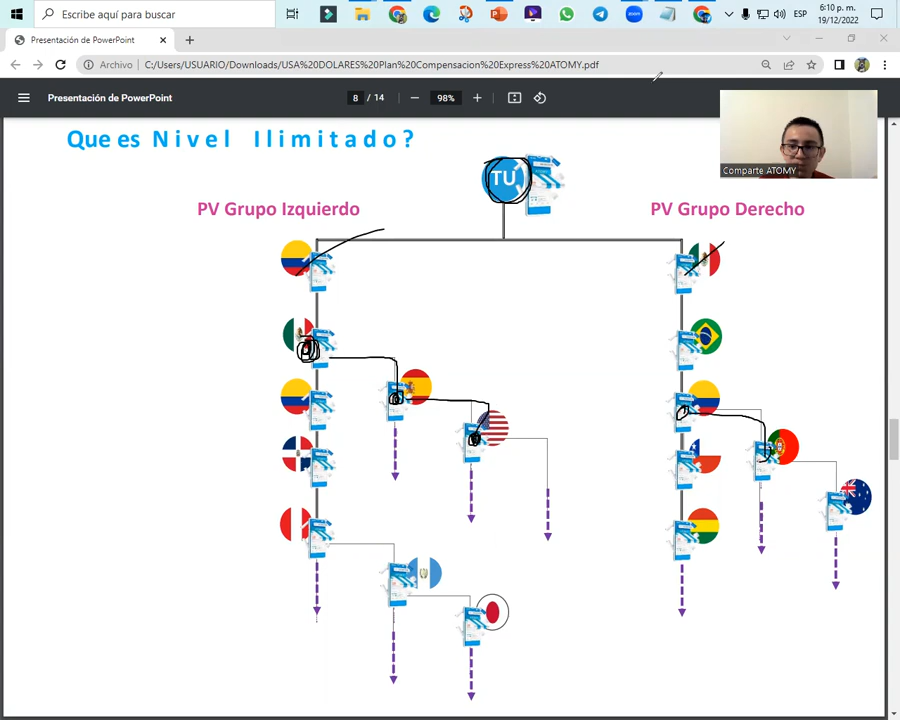 Escribe aquí para buscar
zoom
ESP
6:10 p. m.
19/12/2022
Presentación de PowerPoint
Archivo
C:/Users/USUARIO/Downloads/USA%20DOLARES%20Plan%20Compensacion%20Express%20ATOMY.pdf
Presentación de PowerPoint
8 / 14
98%
Comparte ATOMY
Que es Nivel Ilimitado?
TU
PV Grupo Izquierdo
PV Grupo Derecho